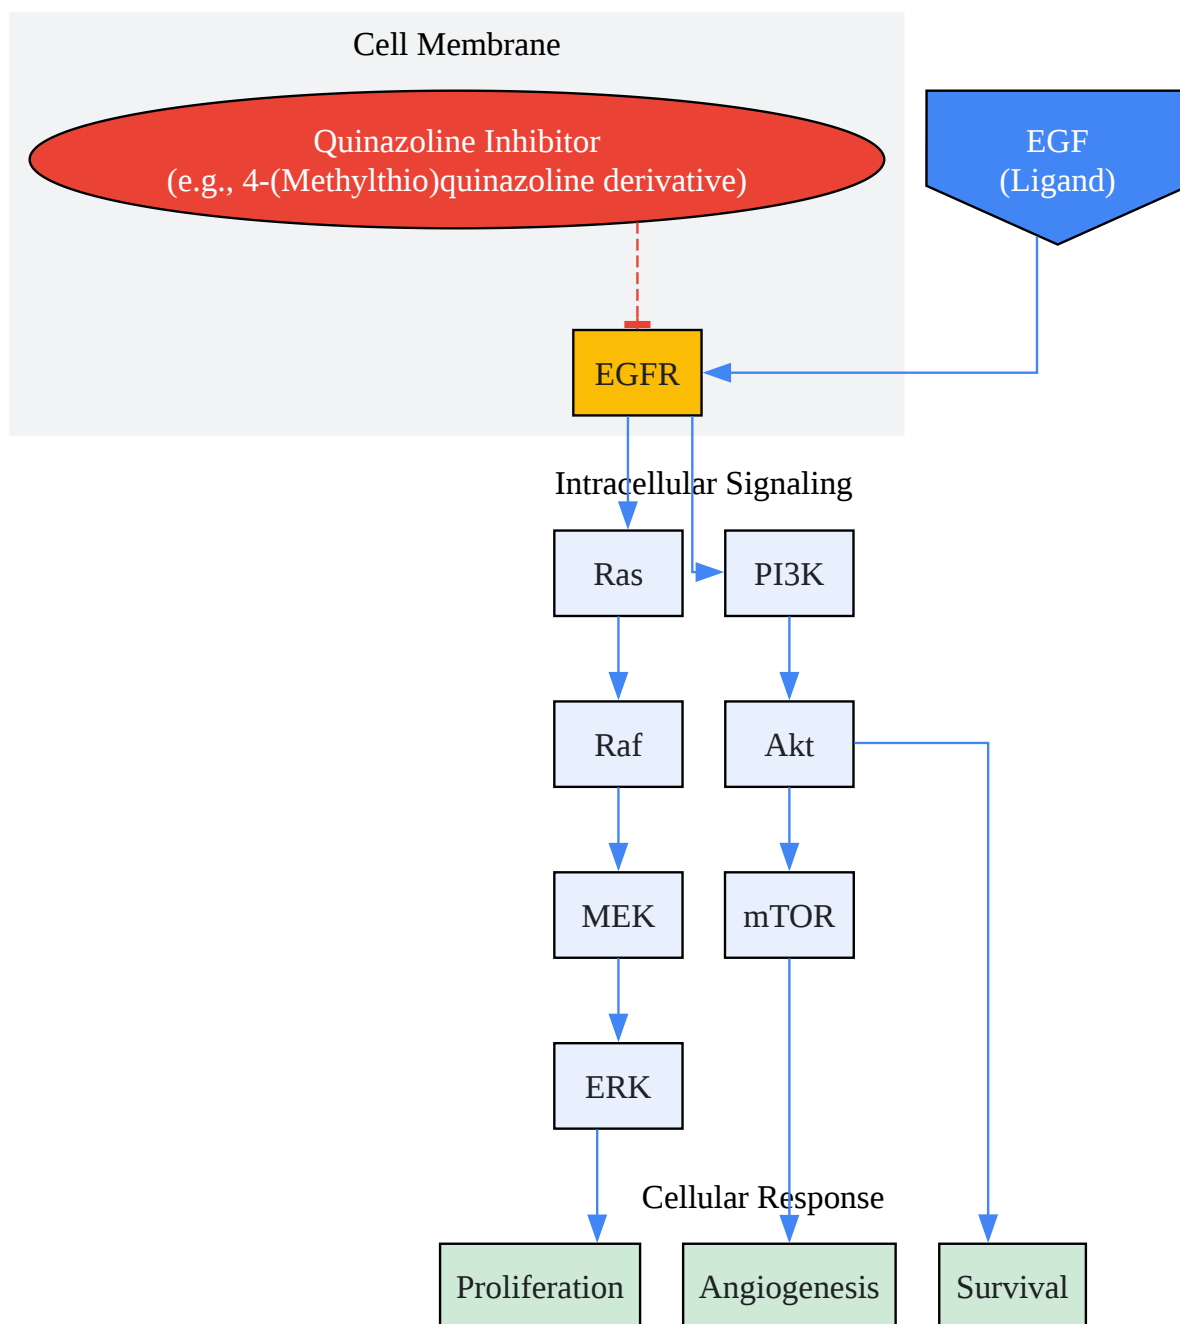 Cell Membrane
Quinazoline Inhibitor
(e.g., 4-(Methylthio)quinazoline derivative)
EGF
(Ligand)
EGFR
Intracellular Signaling
Ras
PI3K
Raf
Akt
MEK
mTOR
ERK
Cellular Response
Proliferation
Angiogenesis
Survival